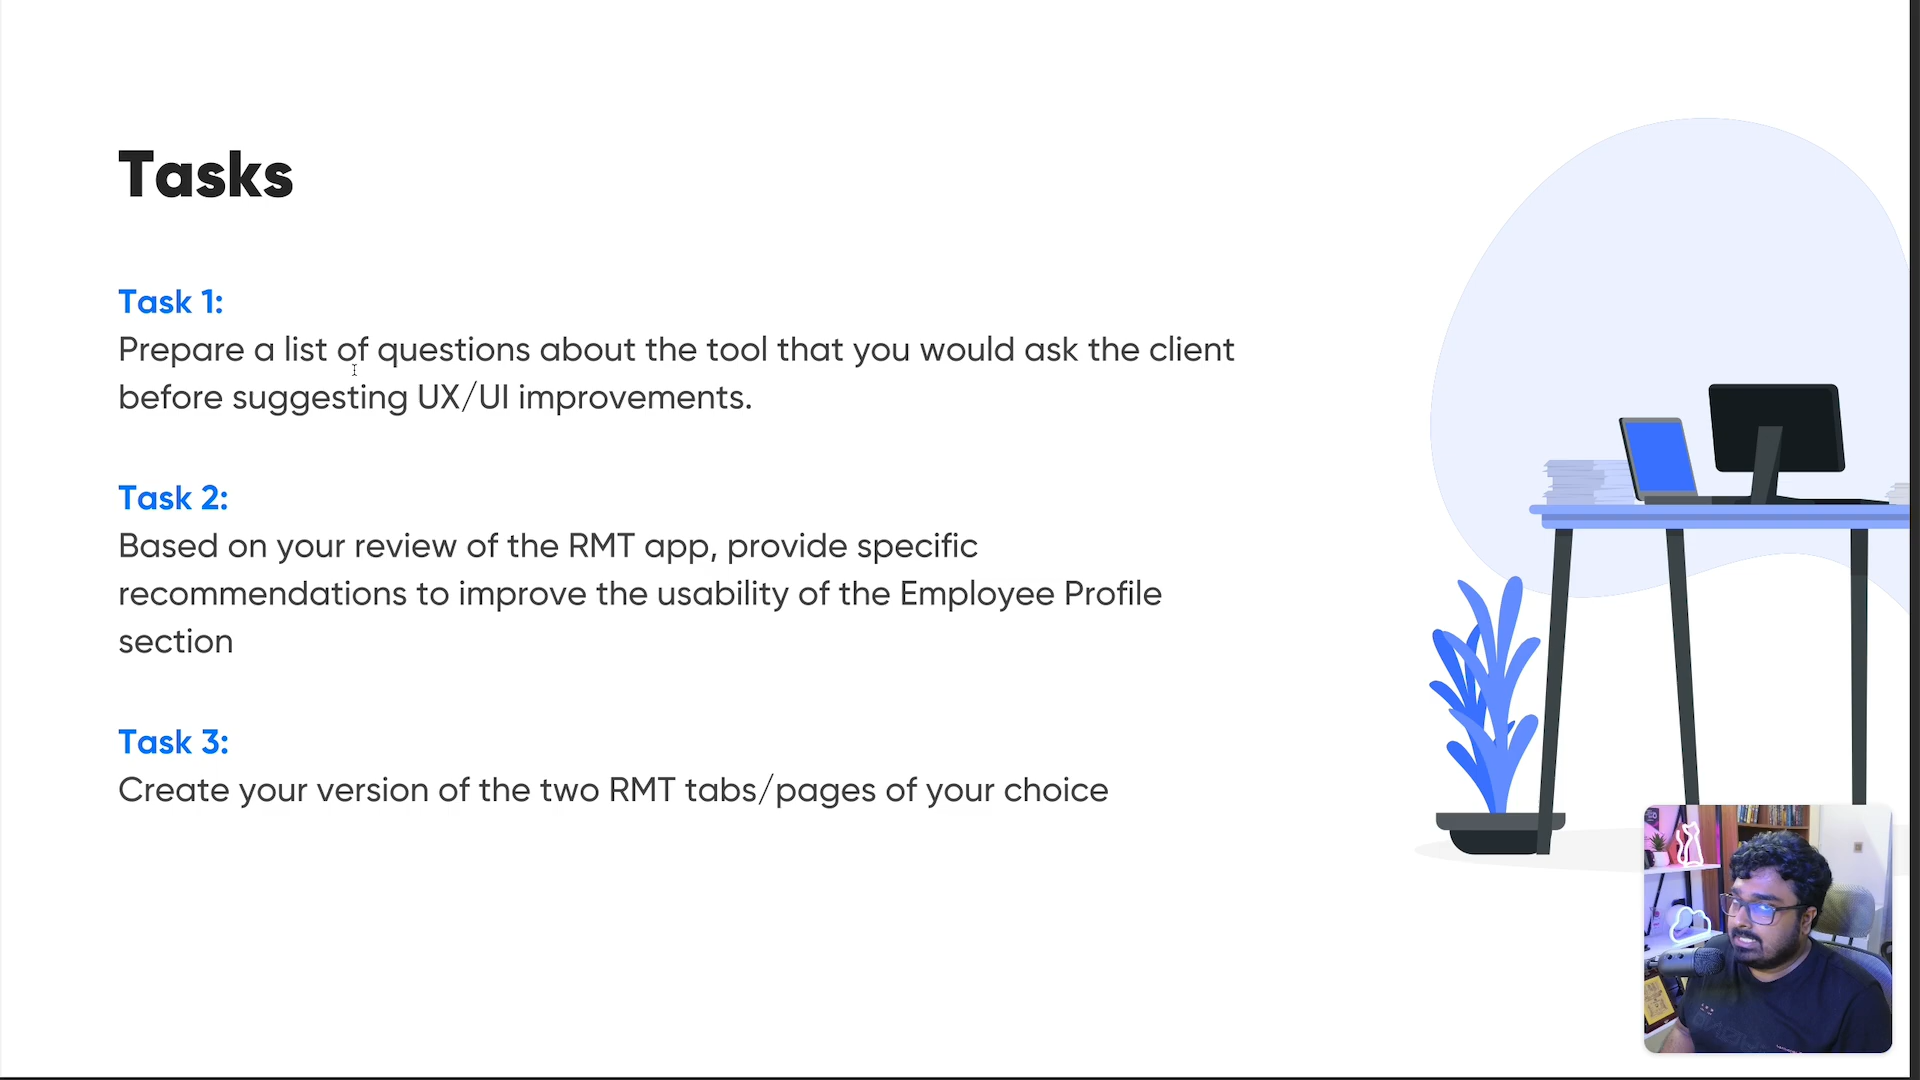 Tasks
Task 1:
Prepare a list of questions about the tool that you would ask the client
before suggesting UX/UI improvements.
Task 2:
Based on your review of the RMT app, provide specific
recommendations to improve the usability of the Employee Profile
section
Task 3:
Create your version of the two RMT tabs/pages of your choice